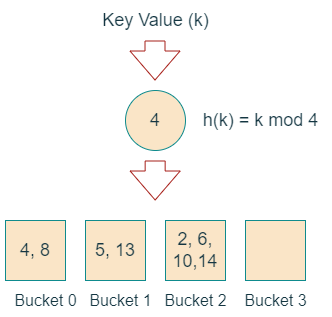 Key Value (k)
4
h(k) = k mod 4
4, 8
5, 13
2, 6,
10,14
Bucket 0
Bucket 1
Bucket 2
Bucket 3